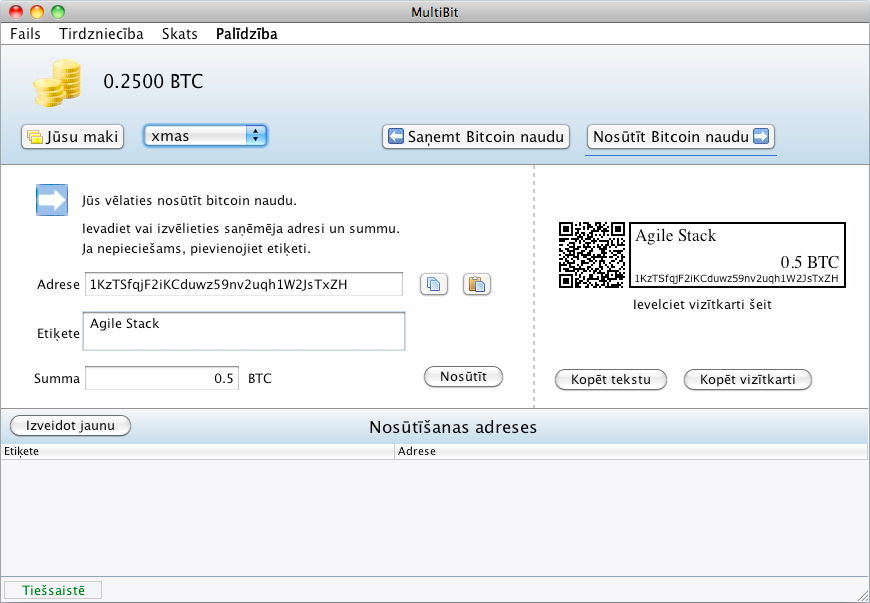 MultiBit
Fails Tirdzniecība Skats Palīdzība
0.2500 BTC
Jūsu maki xmas Saņemt Bitcoin naudu Nosūtīt Bitcoin naudu
Jūs vēlaties nosūtīt bitcoin naudu.
Ievadiet vai izvēlieties saņēmēja adresi un summu.
Ja nepieciešams, pievienojiet etiķeti.
Adrese 1KzTSfqjF2iKCduwz59nv2uqh1W2JsTxZH
Etiķete Agile Stack
Summa 0.5 BTC Nosūtīt
Agile Stack
0.5 BTC
1KzTSfqjF2iKCduwz59nv2uqh1W2JsTxZH
Ievelciet vizītkarti šeit
Kopēt tekstu Kopēt vizītkarti
Izveidot jaunu Nosūtīšanas adreses
Etiķete Adrese
Tiešsaistē